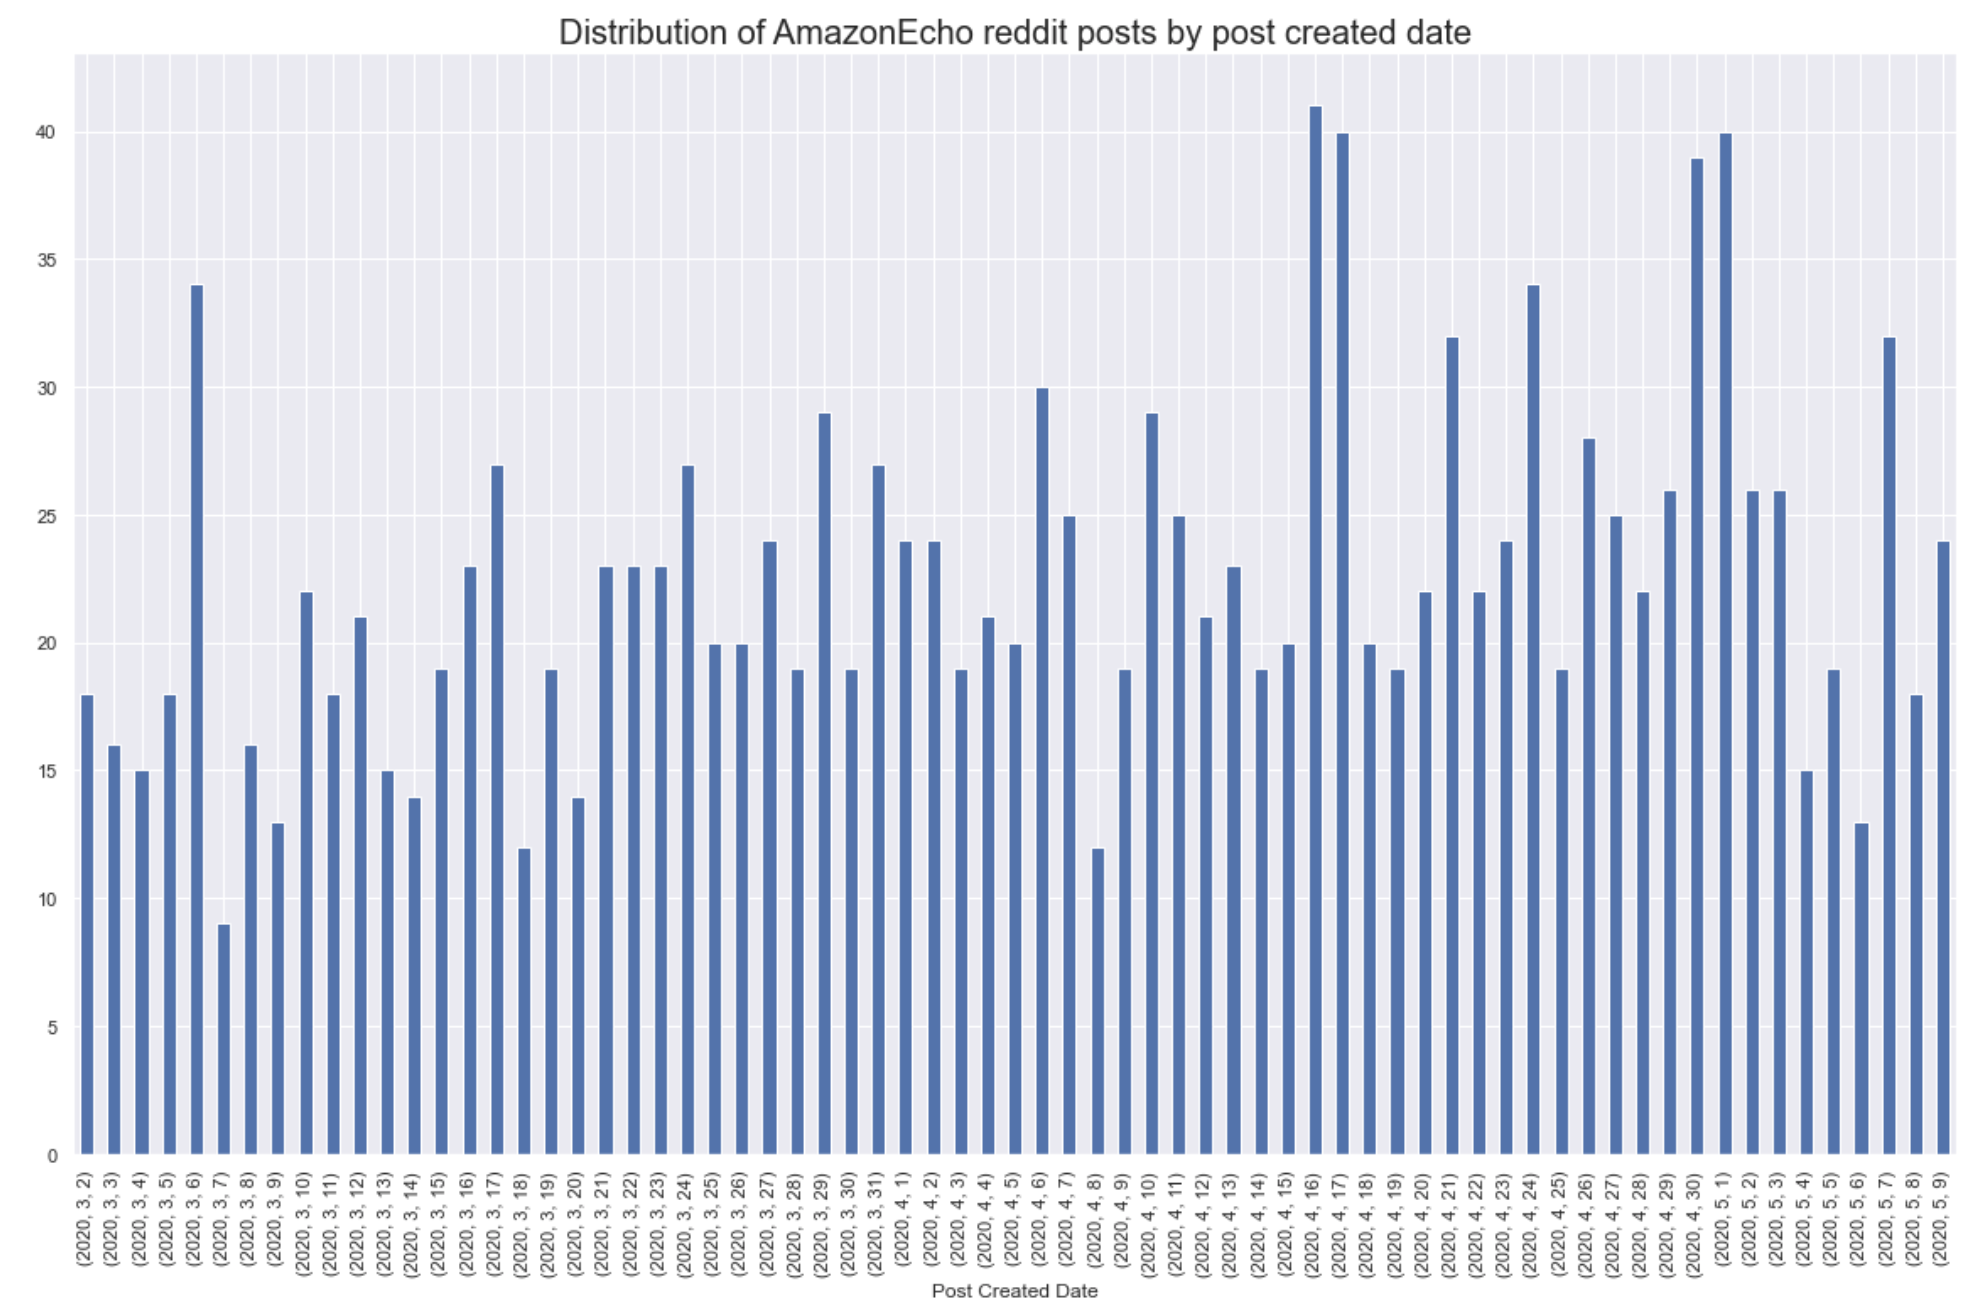 Distribution of AmazonEcho reddit posts by post created date
40
35
30
25
20
15
10
5
0
(2020, 3, 2)
(2020, 3, 3)
(2020, 3, 4)
(2020, 3, 5)
(2020, 3, 6)
(2020, 3, 7)
(2020, 3, 8)
(2020, 3, 9)
(2020, 3, 10)
(2020, 3, 11)
(2020, 3, 12)
(2020, 3, 13)
(2020, 3, 14)
(2020, 3, 15)
(2020, 3, 16)
(2020, 3, 17)
(2020, 3, 18)
(2020, 3, 19)
(2020, 3, 20)
(2020, 3, 21)
(2020, 3, 22)
(2020, 3, 23)
(2020, 3, 24)
(2020, 3, 25)
(2020, 3, 26)
(2020, 3, 27)
(2020, 3, 28)
(2020, 3, 29)
(2020, 3, 30)
(2020, 3, 31)
(2020, 4, 1)
(2020, 4, 2)
(2020, 4, 3)
(2020, 4, 4)
(2020, 4, 5)
(2020, 4, 6)
(2020, 4, 7)
(2020, 4, 8)
(2020, 4, 9)
(2020, 4, 10)
(2020, 4, 11)
(2020, 4, 12)
(2020, 4, 13)
(2020, 4, 14)
(2020, 4, 15)
(2020, 4, 16)
(2020, 4, 17)
(2020, 4, 18)
(2020, 4, 19)
(2020, 4, 20)
(2020, 4, 21)
(2020, 4, 22)
(2020, 4, 23)
(2020, 4, 24)
(2020, 4, 25)
(2020, 4, 26)
(2020, 4, 27)
(2020, 4, 28)
(2020, 4, 29)
(2020, 4, 30)
(2020, 5, 1)
(2020, 5, 2)
(2020, 5, 3)
(2020, 5, 4)
(2020, 5, 5)
(2020, 5, 6)
(2020, 5, 7)
(2020, 5, 8)
(2020, 5, 9)
Post Created Date